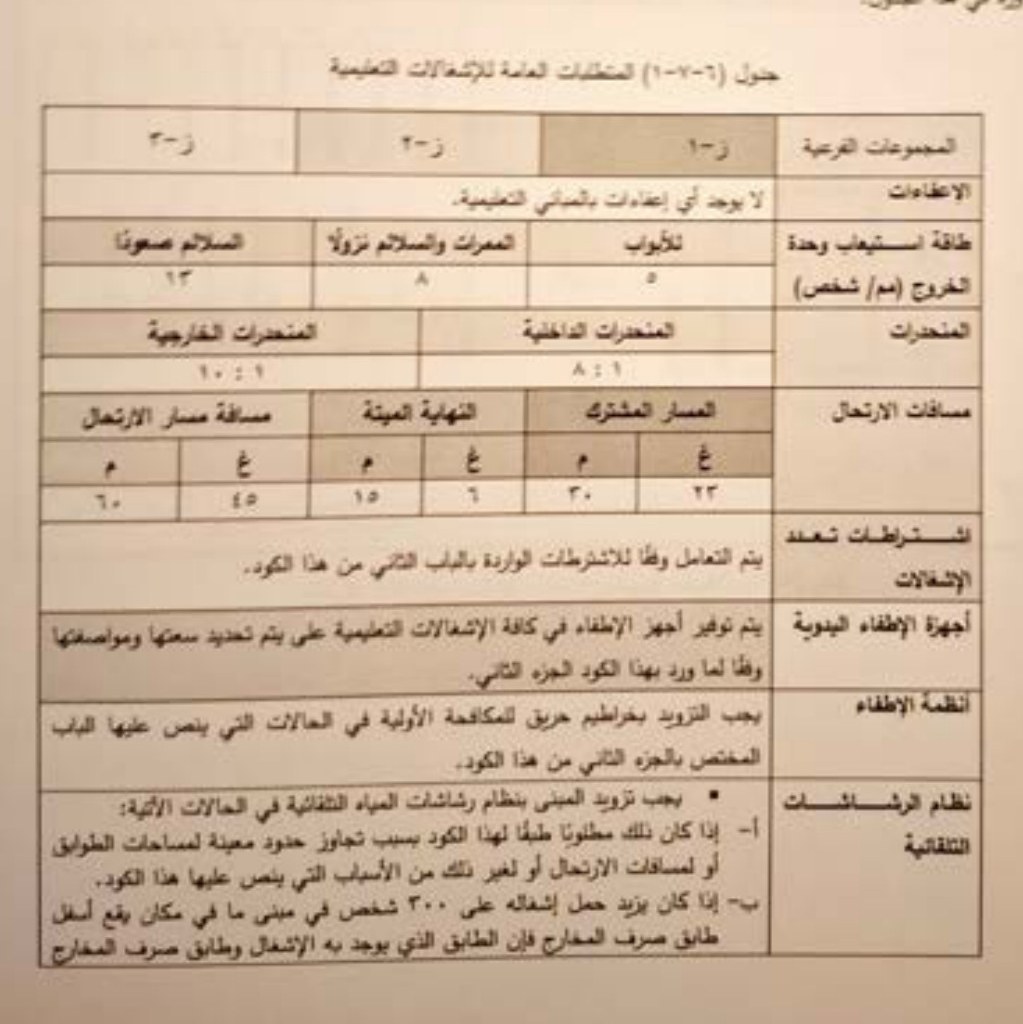 جدول (٦-٧-١) المتطلبات العامة للإشغالات التعليمية
المجموعات الفرعية ز-١ ز-٢ ز-٣
الإعفاءات لا يوجد أي إعفاءات بالمباني التعليمية.
طاقة استيعاب وحدة للأبواب الممرات والسلالم نزولًا السلالم صعودًا
الخروج (مم/ شخص) ٥ ٨ ١٣
المنحدرات المنحدرات الداخلية المنحدرات الخارجية
١ : ٨ ١ : ١٠
مسافات الارتحال المسار المشترك النهاية الميتة مسافة مسار الارتحال
غ م غ م غ م
٢٣ ٣٠ ٦ ١٥ ٤٥ ٦٠
اشتراطات تعدد
الإشغالات
يتم التعامل وفقًا للاشترطات الواردة بالباب الثاني من هذا الكود.
أجهزة الإطفاء اليدوية يتم توفير أجهز الإطفاء في كافة الإشغالات التعليمية على يتم تحديد سعتها ومواصفتها
وفقًا لما ورد بهذا الكود الجزء الثاني.
أنظمة الإطفاء يجب التزويد بخراطيم حريق للمكافحة الأولية في الحالات التي ينص عليها الباب
المختص بالجزء الثاني من هذا الكود.
نظام الرشاشات ▪ يجب تزويد المبنى بنظام رشاشات المياه التلقائية في الحالات الآتية:
التلقائية أ- إذا كان ذلك مطلوبًا طبقًا لهذا الكود بسبب تجاوز حدود معينة لمساحات الطوابق
أو لمسافات الارتحال أو لغير ذلك من الأسباب التي ينص عليها هذا الكود.
ب- إذا كان يزيد حمل إشغاله على ٣٠٠ شخص في مبنى ما في مكان يقع أسفل
طابق صرف المخارج فإن الطابق الذي يوجد به الإشغال وطابق صرف المخارج